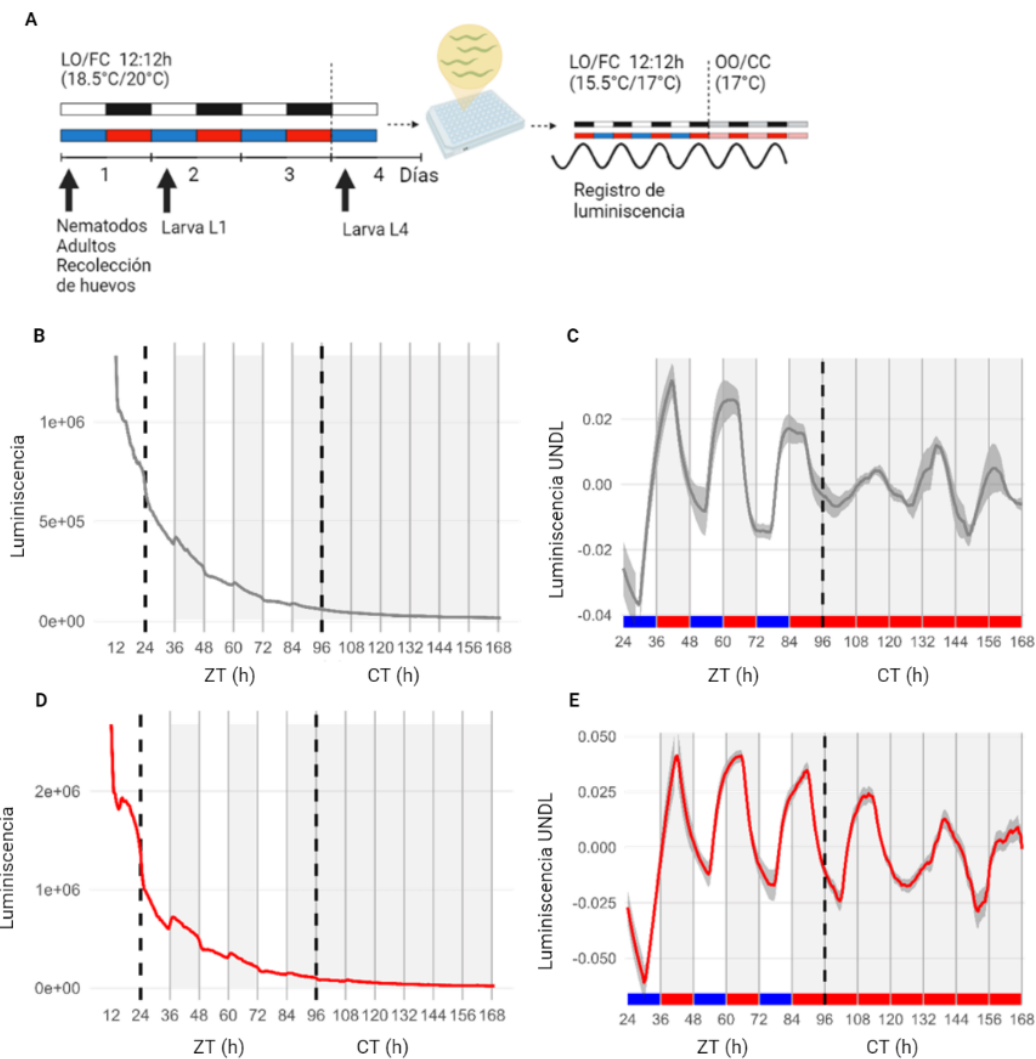 A
LO/FC 12:12h
(18.5°C/20°C)
1 2 3 4 Días
Nematodos
Adultos
Recolección
de huevos
Larva L1
Larva L4
LO/FC 12:12h
(15.5°C/17°C)
OO/CC
(17°C)
Registro de
luminiscencia
B
Luminiscencia
1e+06
5e+05
0e+00
12 24 36 48 60 72 84 96 108 120 132 144 156 168
ZT (h) CT (h)
C
Luminiscencia UNDL
0.02
0.00
-0.02
-0.04
24 36 48 60 72 84 96 108 120 132 144 156 168
ZT (h) CT (h)
D
Luminiscencia
2e+06
1e+06
0e+00
12 24 36 48 60 72 84 96 108 120 132 144 156 168
ZT (h) CT (h)
E
Luminiscencia UNDL
0.050
0.025
0.000
-0.025
-0.050
24 36 48 60 72 84 96 108 120 132 144 156 168
ZT (h) CT (h)